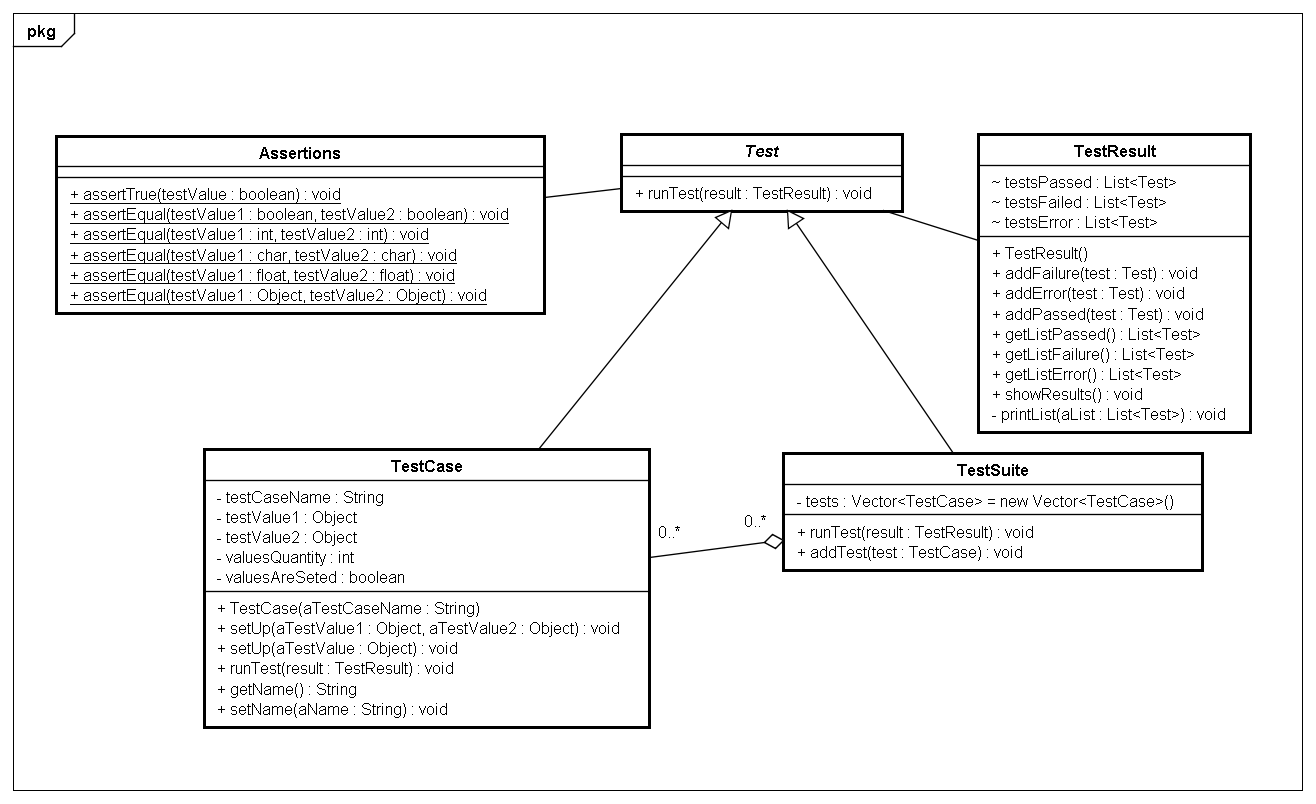 pkg
Assertions
+ assertTrue(testValue : boolean) : void
+ assertEqual(testValue1 : boolean, testValue2 : boolean) : void
+ assertEqual(testValue1 : int, testValue2 : int) : void
+ assertEqual(testValue1 : char, testValue2 : char) : void
+ assertEqual(testValue1 : float, testValue2 : float) : void
+ assertEqual(testValue1 : Object, testValue2 : Object) : void
Test
+ runTest(result : TestResult) : void
TestResult
~ testsPassed : List<Test>
~ testsFailed : List<Test>
~ testsError : List<Test>
+ TestResult()
+ addFailure(test : Test) : void
+ addError(test : Test) : void
+ addPassed(test : Test) : void
+ getListPassed() : List<Test>
+ getListFailure() : List<Test>
+ getListError() : List<Test>
+ showResults() : void
- printList(aList : List<Test>) : void
TestCase
- testCaseName : String
- testValue1 : Object
- testValue2 : Object
- valuesQuantity : int
- valuesAreSeted : boolean
+ TestCase(aTestCaseName : String)
+ setUp(aTestValue1 : Object, aTestValue2 : Object) : void
+ setUp(aTestValue : Object) : void
+ runTest(result : TestResult) : void
+ getName() : String
+ setName(aName : String) : void
0..*
0..*
TestSuite
- tests : Vector<TestCase> = new Vector<TestCase>()
+ runTest(result : TestResult) : void
+ addTest(test : TestCase) : void